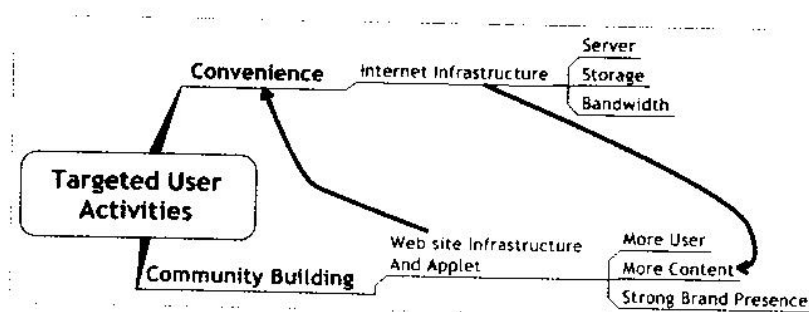 Convenience
Internet Infrastructure
Server
Storage
Bandwidth
Targeted User
Activities
Community Building
Web site Infrastructure
And Applet
More User
More Content
Strong Brand Presence